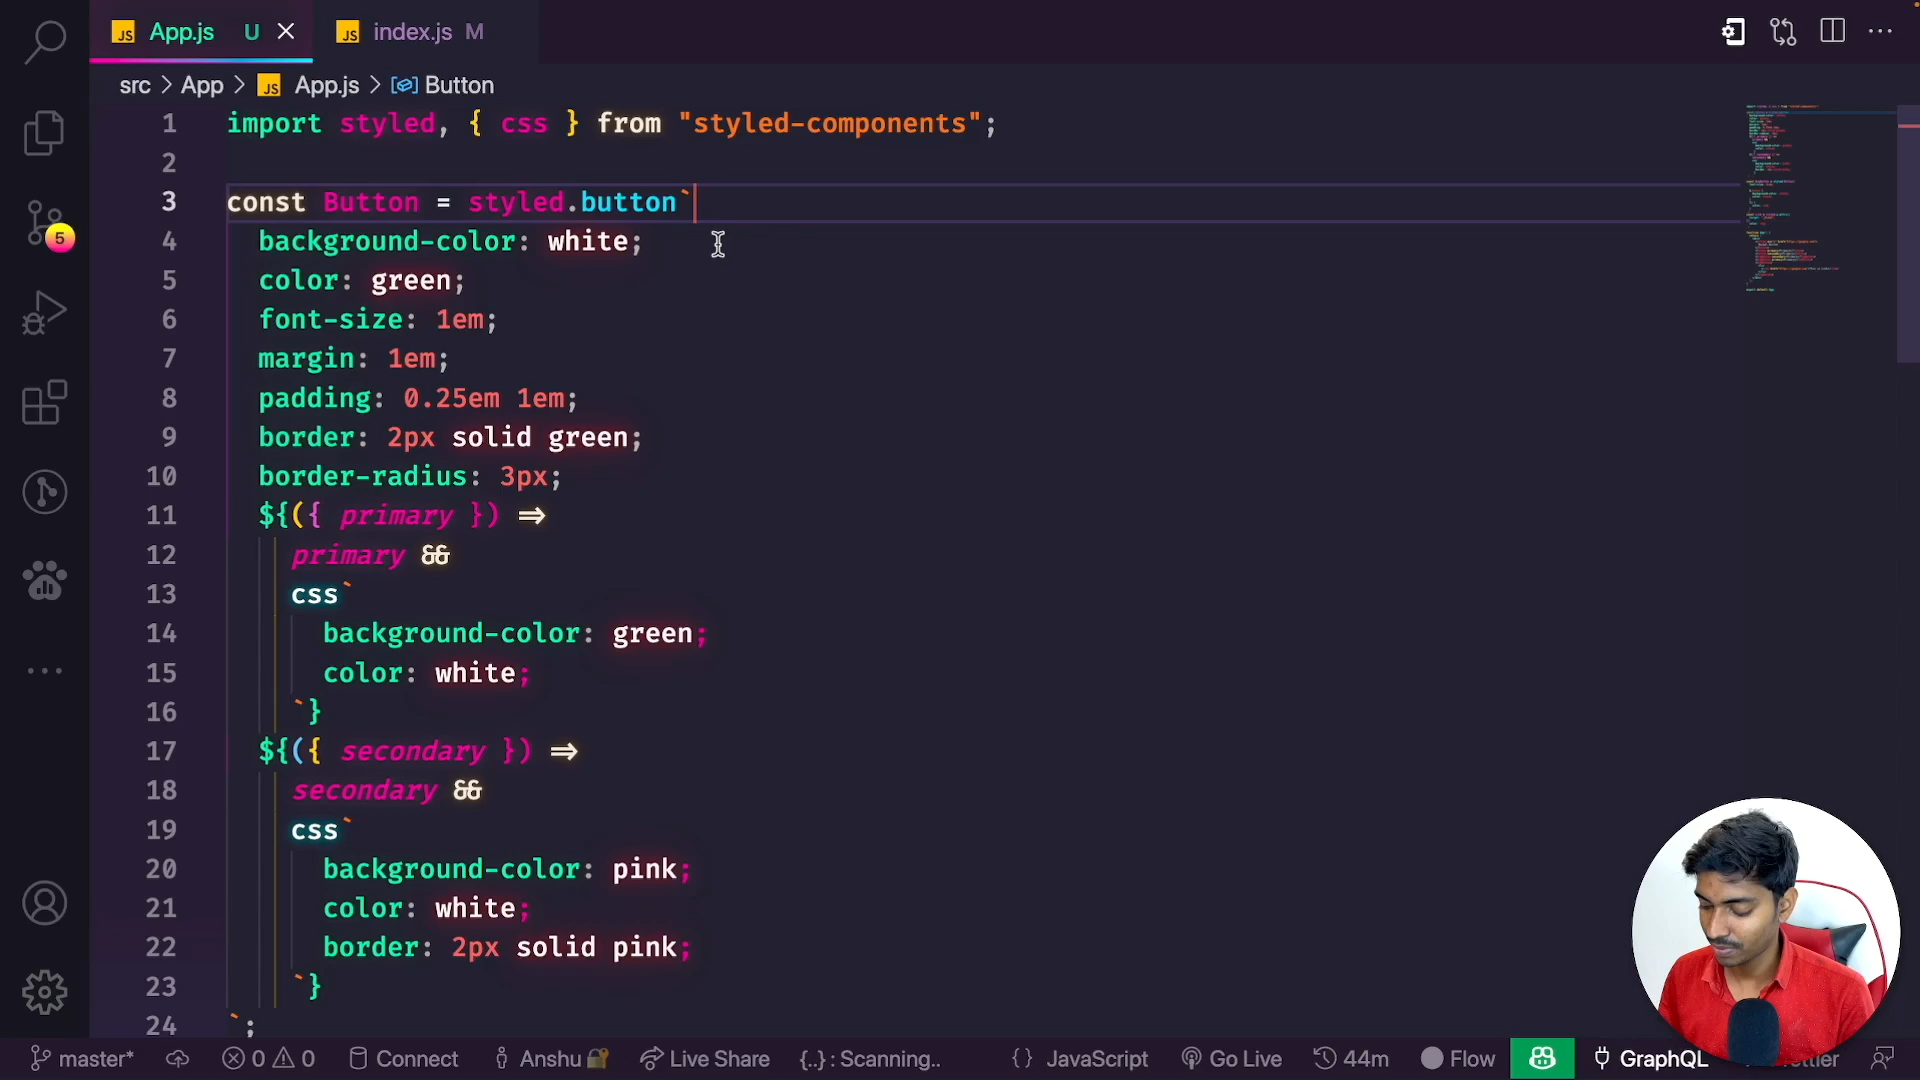 App.js U
index.js M
src > App > App.js > Button
1 import styled, { css } from "styled-components";
2
3 const Button = styled.button`
4 background-color: white;
5 color: green;
6 font-size: 1em;
7 margin: 1em;
8 padding: 0.25em 1em;
9 border: 2px solid green;
10 border-radius: 3px;
11 ${({ primary }) =>
12 primary &&
13 css`
14 background-color: green;
15 color: white;
16 `}
17 ${({ secondary }) =>
18 secondary &&
19 css`
20 background-color: pink;
21 color: white;
22 border: 2px solid pink;
23 `}
24 `;
5
master* 0 0 Connect Anshu Live Share {..} : Scanning.. {} JavaScript Go Live 44m Flow GraphQL